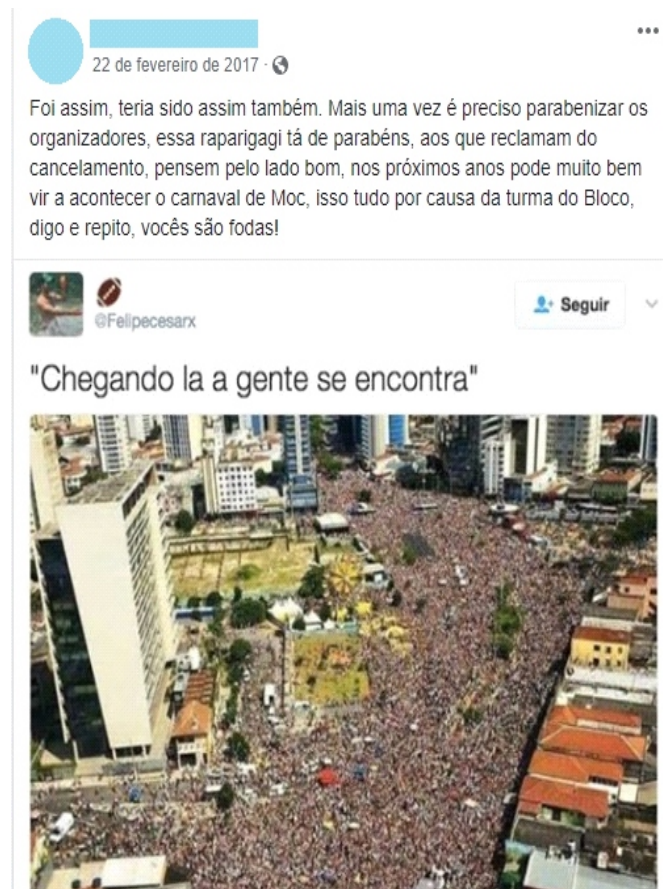 22 de fevereiro de 2017 ·
Foi assim, teria sido assim também. Mais uma vez é preciso parabenizar os
organizadores, essa raparigagi tá de parabéns, aos que reclamam do
cancelamento, pensem pelo lado bom, nos próximos anos pode muito bem
vir a acontecer o carnaval de Moc, isso tudo por causa da turma do Bloco,
digo e repito, vocês são fodas!
@Felipecesarx
Seguir
"Chegando la a gente se encontra"